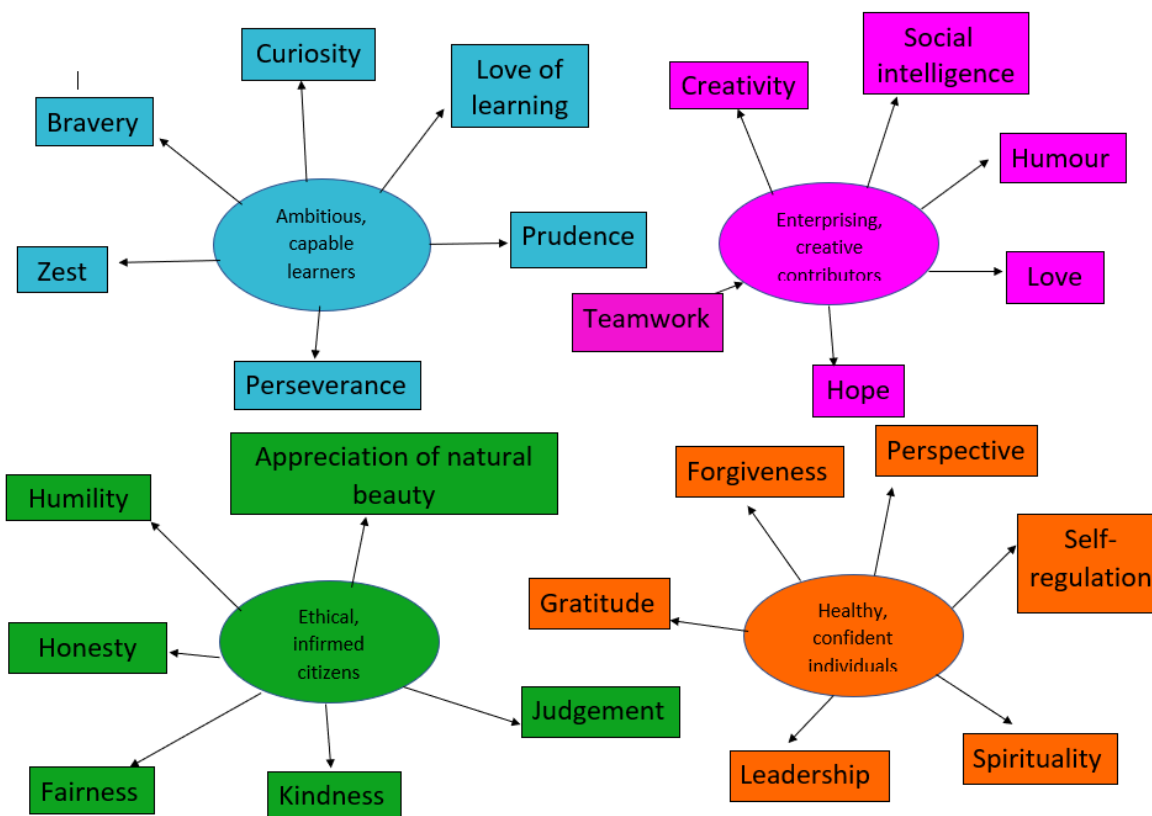 Curiosity
Love of
learning
Bravery
Ambitious,
capable
learners
Prudence
Zest
Perseverance
Social
intelligence
Creativity
Humour
Enterprising,
creative
contributors
Love
Teamwork
Hope
Appreciation of natural
beauty
Humility
Ethical,
infirmed
citizens
Honesty
Judgement
Fairness
Kindness
Perspective
Forgiveness
Self-
regulation
Gratitude
Healthy,
confident
individuals
Leadership
Spirituality